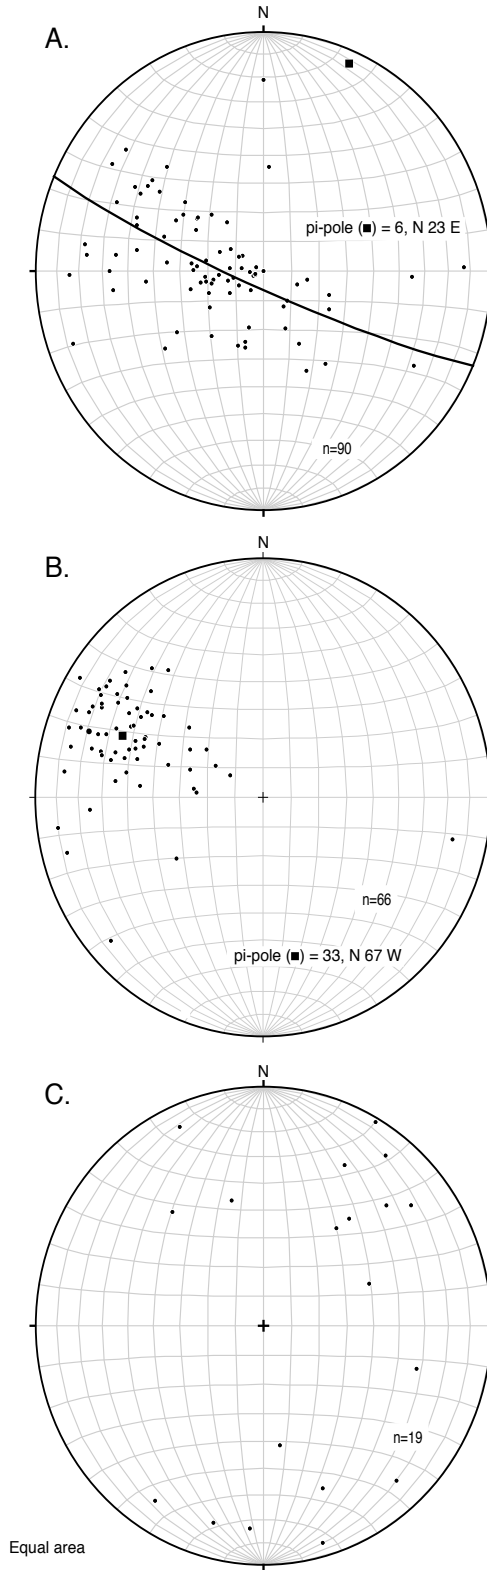 A.
N
pi-pole (■) = 6, N 23 E
n=90
B.
N
n=66
pi-pole (■) = 33, N 67 W
C.
N
n=19
Equal area